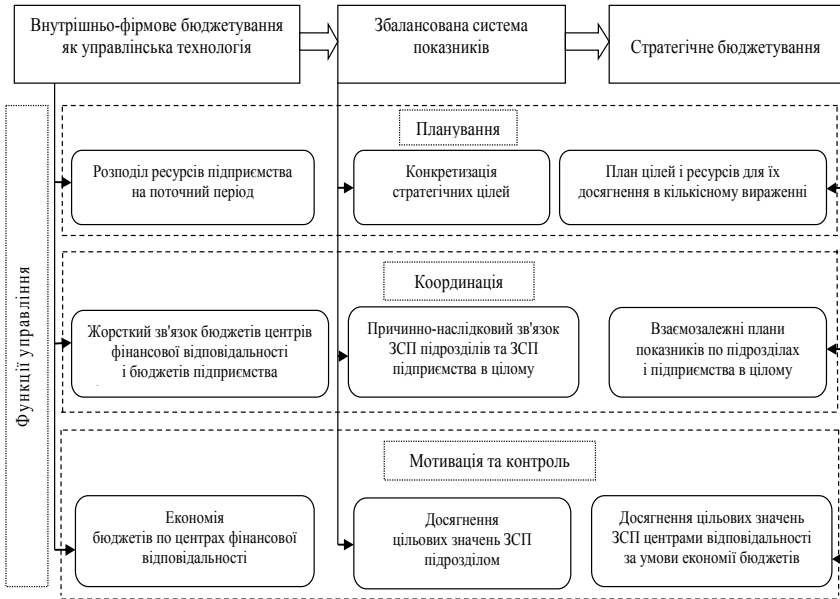 Внутрішньо-фірмове бюджетування
як управлінська технологія
Збалансована система
показників
Стратегічне бюджетування
Функції управління
Планування
Розподіл ресурсів підприємства
на поточний період
Конкретизація
стратегічних цілей
План цілей і ресурсів для їх
досягнення в кількісному вираженні
Координація
Жорсткий зв'язок бюджетів центрів
фінансової відповідальності
і бюджетів підприємства
Причинно-наслідковий зв'язок
ЗСП підрозділів та ЗСП
підприємства в цілому
Взаємозалежні плани
показників по підрозділах
і підприємства в цілому
Мотивація та контроль
Економія
бюджетів по центрах фінансової
відповідальності
Досягнення
цільових значень ЗСП
підрозділом
Досягнення цільових значень
ЗСП центрами відповідальності
за умови економії бюджетів